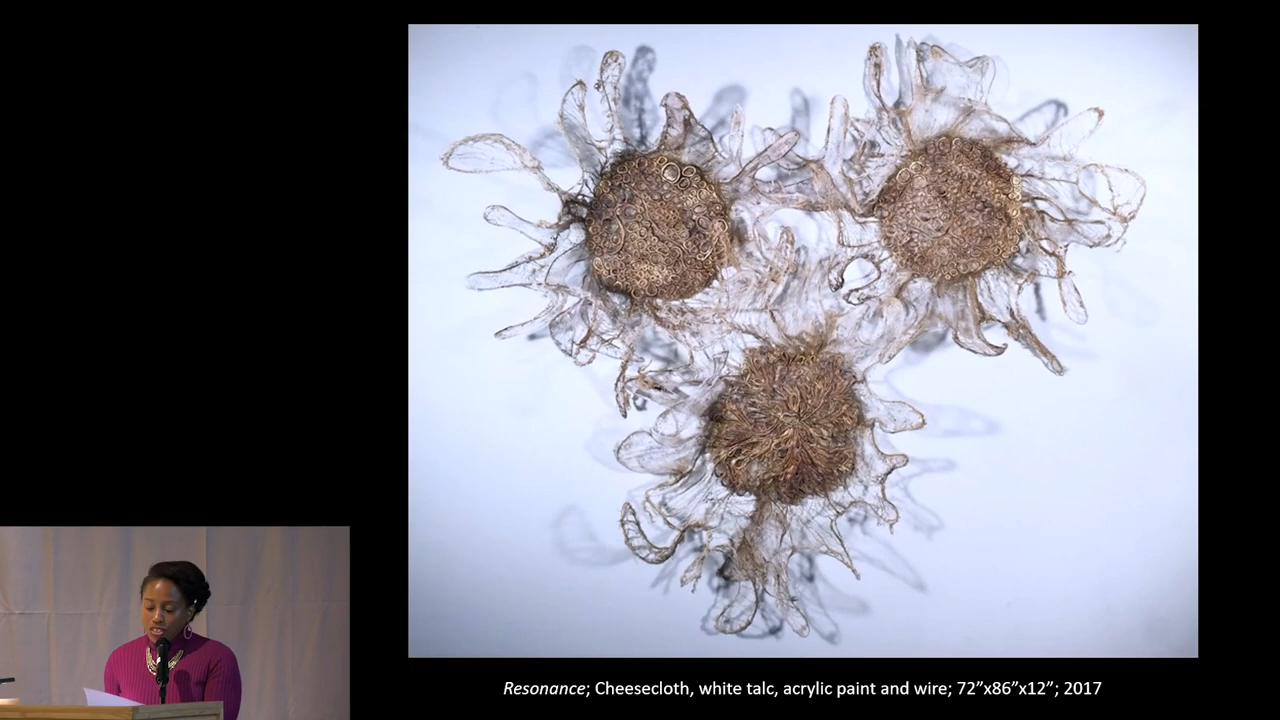 Resonance; Cheesecloth, white talc, acrylic paint and wire; 72”x86”x12”; 2017